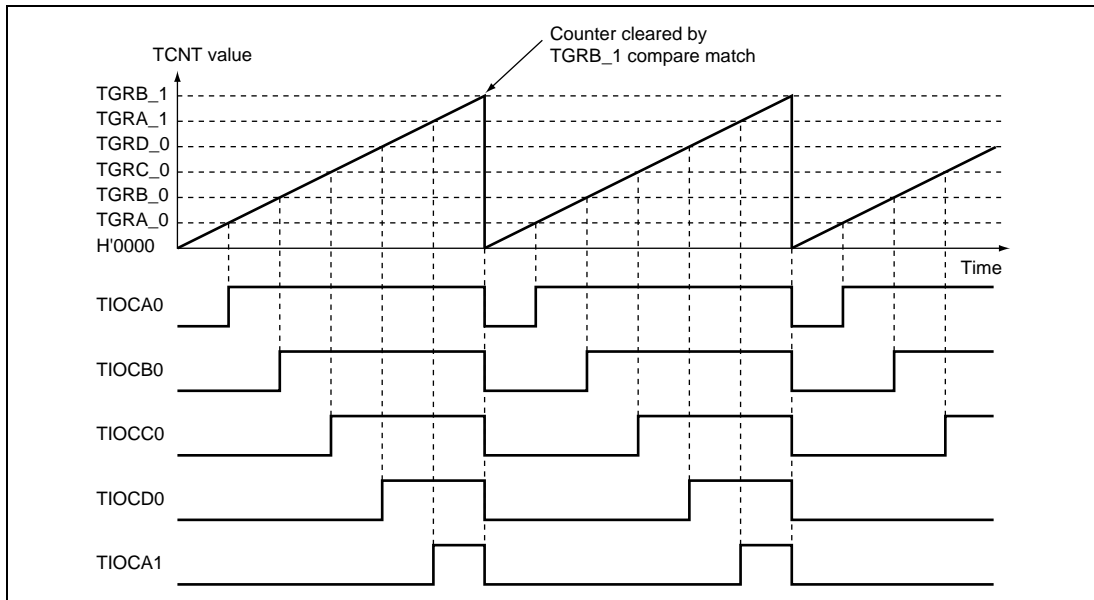 Counter cleared by
TGRB_1 compare match
TCNT value
TGRB_1
TGRA_1
TGRD_0
TGRC_0
TGRB_0
TGRA_0
H'0000
Time
TIOCA0
TIOCB0
TIOCC0
TIOCD0
TIOCA1